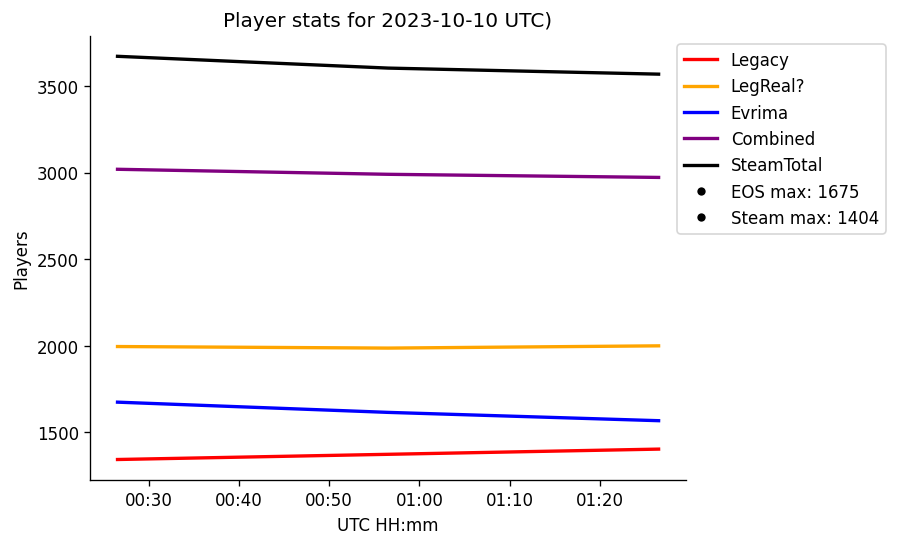 Player stats for 2023-10-10 UTC)
Legacy
LegReal?
Evrima
Combined
SteamTotal
EOS max: 1675
Steam max: 1404
Players
3500
3000
2500
2000
1500
00:30 00:40 00:50 01:00 01:10 01:20
UTC HH:mm